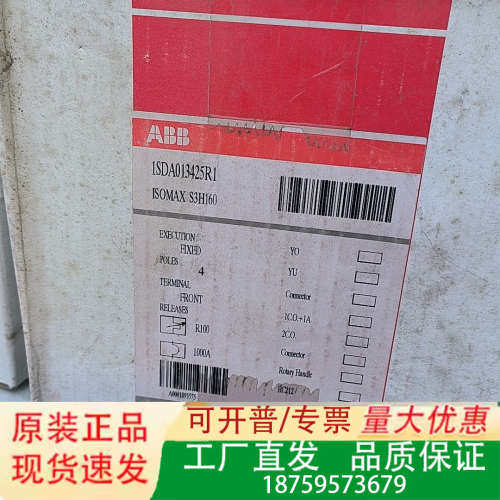 ABB
1SDA013425R1
ISOMAX S3H160
EXECUTION
FIXED
POLES
4
TERMINAL
FRONT
RELEASES
R100
1000A
YO
YU
Connector
1C.O.+1A
2C.O.
Connector
Rotary Handle
原装正品
现货速发
可开普/专票
量大优惠
工厂直发 品质保证
18759573679